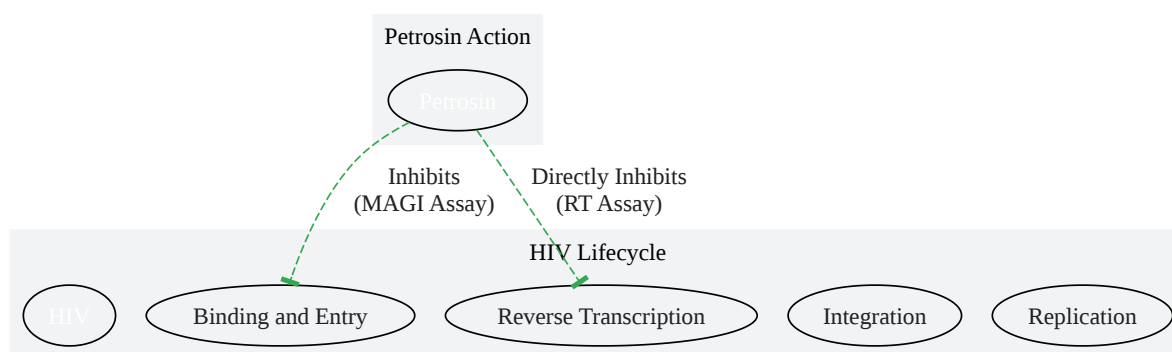 Petrosin Action
Petrosin
Inhibits
(MAGI Assay)
Directly Inhibits
(RT Assay)
HIV Lifecycle
HIV
Binding and Entry
Reverse Transcription
Integration
Replication